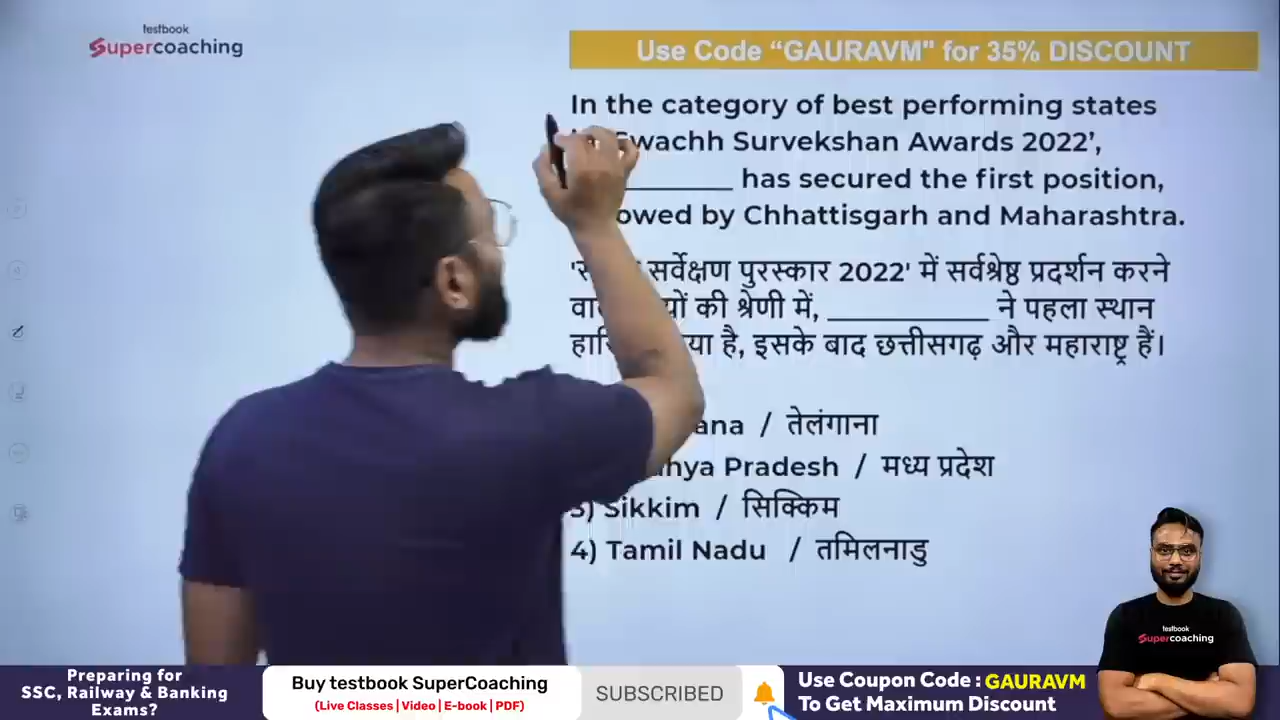 testbook
Supercoaching
Use Code “GAURAVM" for 35% DISCOUNT
In the category of best performing states
Swachh Survekshan Awards 2022’,
________ has secured the first position,
by Chhattisgarh and Maharashtra.
सर्वेक्षण पुरस्कार 2022' में सर्वश्रेष्ठ प्रदर्शन करने
की श्रेणी में, ____________ ने पहला स्थान
है, इसके बाद छत्तीसगढ़ और महाराष्ट्र हैं।
/ तेलंगाना
Pradesh / मध्य प्रदेश
3) Sikkim / सिक्किम
4) Tamil Nadu / तमिलनाडु
testbook
Supercoaching
Preparing for
SSC, Railway & Banking
Exams?
Buy testbook SuperCoaching
(Live Classes | Video | E-book | PDF)
SUBSCRIBED
Use Coupon Code : GAURAVM
To Get Maximum Discount